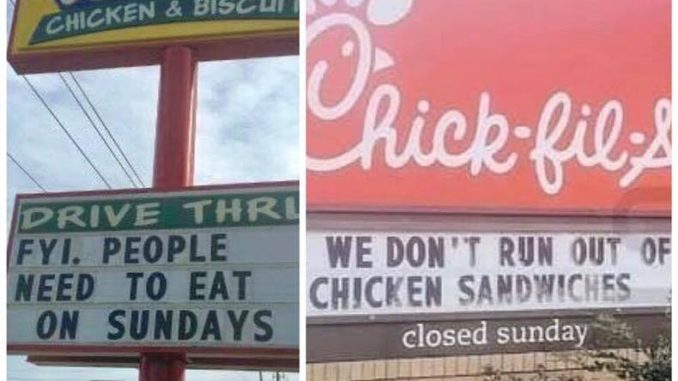 CHICKEN & BISCUI
DRIVE THRU
FYI. PEOPLE
NEED TO EAT
ON SUNDAYS
Chick-fil-A
WE DON'T RUN OUT OF
CHICKEN SANDWICHES
closed sunday